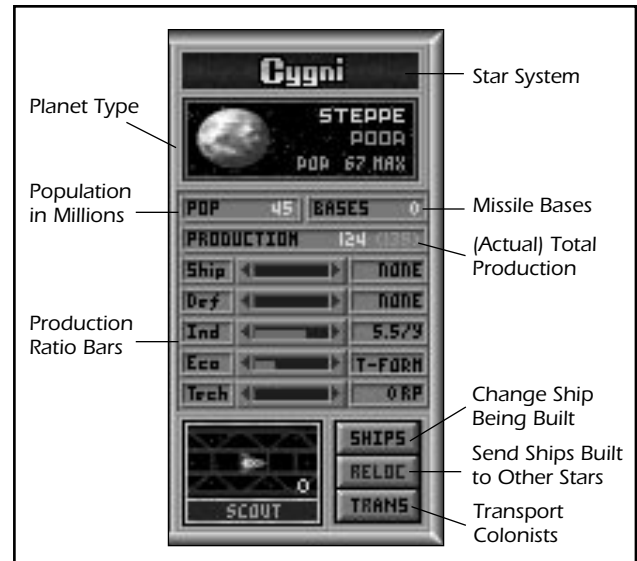 Cygni
Star System
Planet Type
STEPPE
POOR
POP 67 MAX
Population
in Millions
POP 45 BASES 0
Missile Bases
PRODUCTION 124 (138)
(Actual) Total
Production
Ship NONE
Def NONE
Production
Ratio Bars
Ind 5.5/Y
Eco T-FORM
Tech 0 RP
Change Ship
Being Built
SHIPS
Send Ships Built
to Other Stars
RELOC
0
SCOUT
TRANS
Transport
Colonists